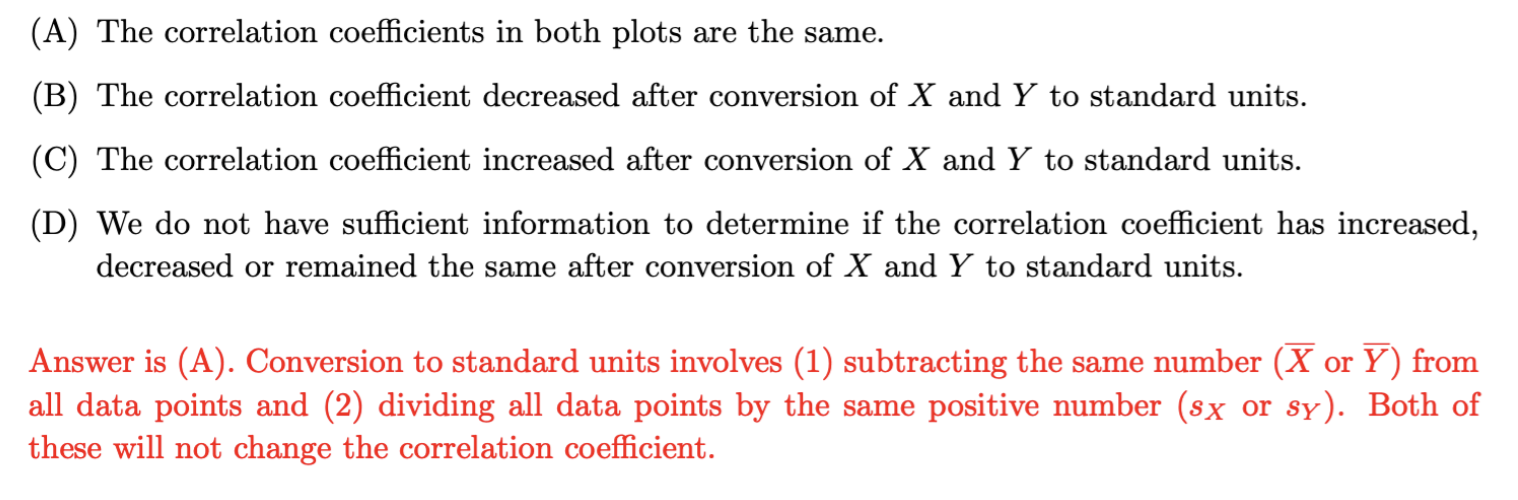 (A) The correlation coefficients in both plots are the same.
(B) The correlation coefficient decreased after conversion of X and Y to standard units.
(C) The correlation coefficient increased after conversion of X and Y to standard units.
(D) We do not have sufficient information to determine if the correlation coefficient has increased,
decreased or remained the same after conversion of X and Y to standard units.
Answer is (A). Conversion to standard units involves (1) subtracting the same number (X̅ or Y̅) from
all data points and (2) dividing all data points by the same positive number (s_X or s_Y). Both of
these will not change the correlation coefficient.